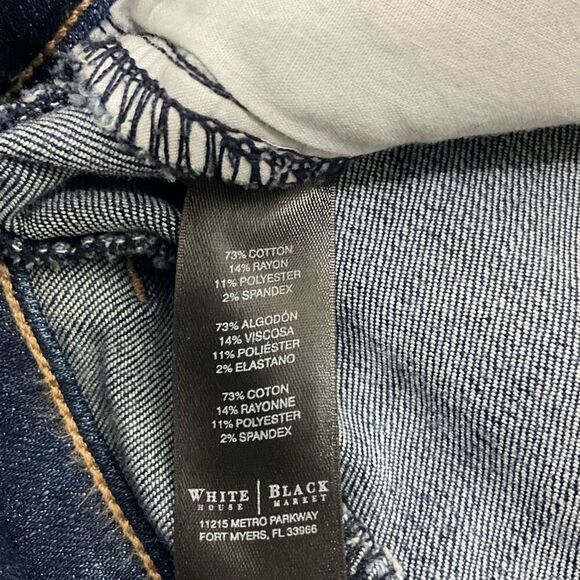 73% COTTON
14% RAYON
11% POLYESTER
2% SPANDEX
73% ALGODÓN
14% VISCOSA
11% POLIÉSTER
2% ELASTANO
73% COTON
14% RAYONNE
11% POLYESTER
2% SPANDEX
WHITE | BLACK
HOUSE | MARKET
11215 METRO PARKWAY
FORT MYERS, FL 33966